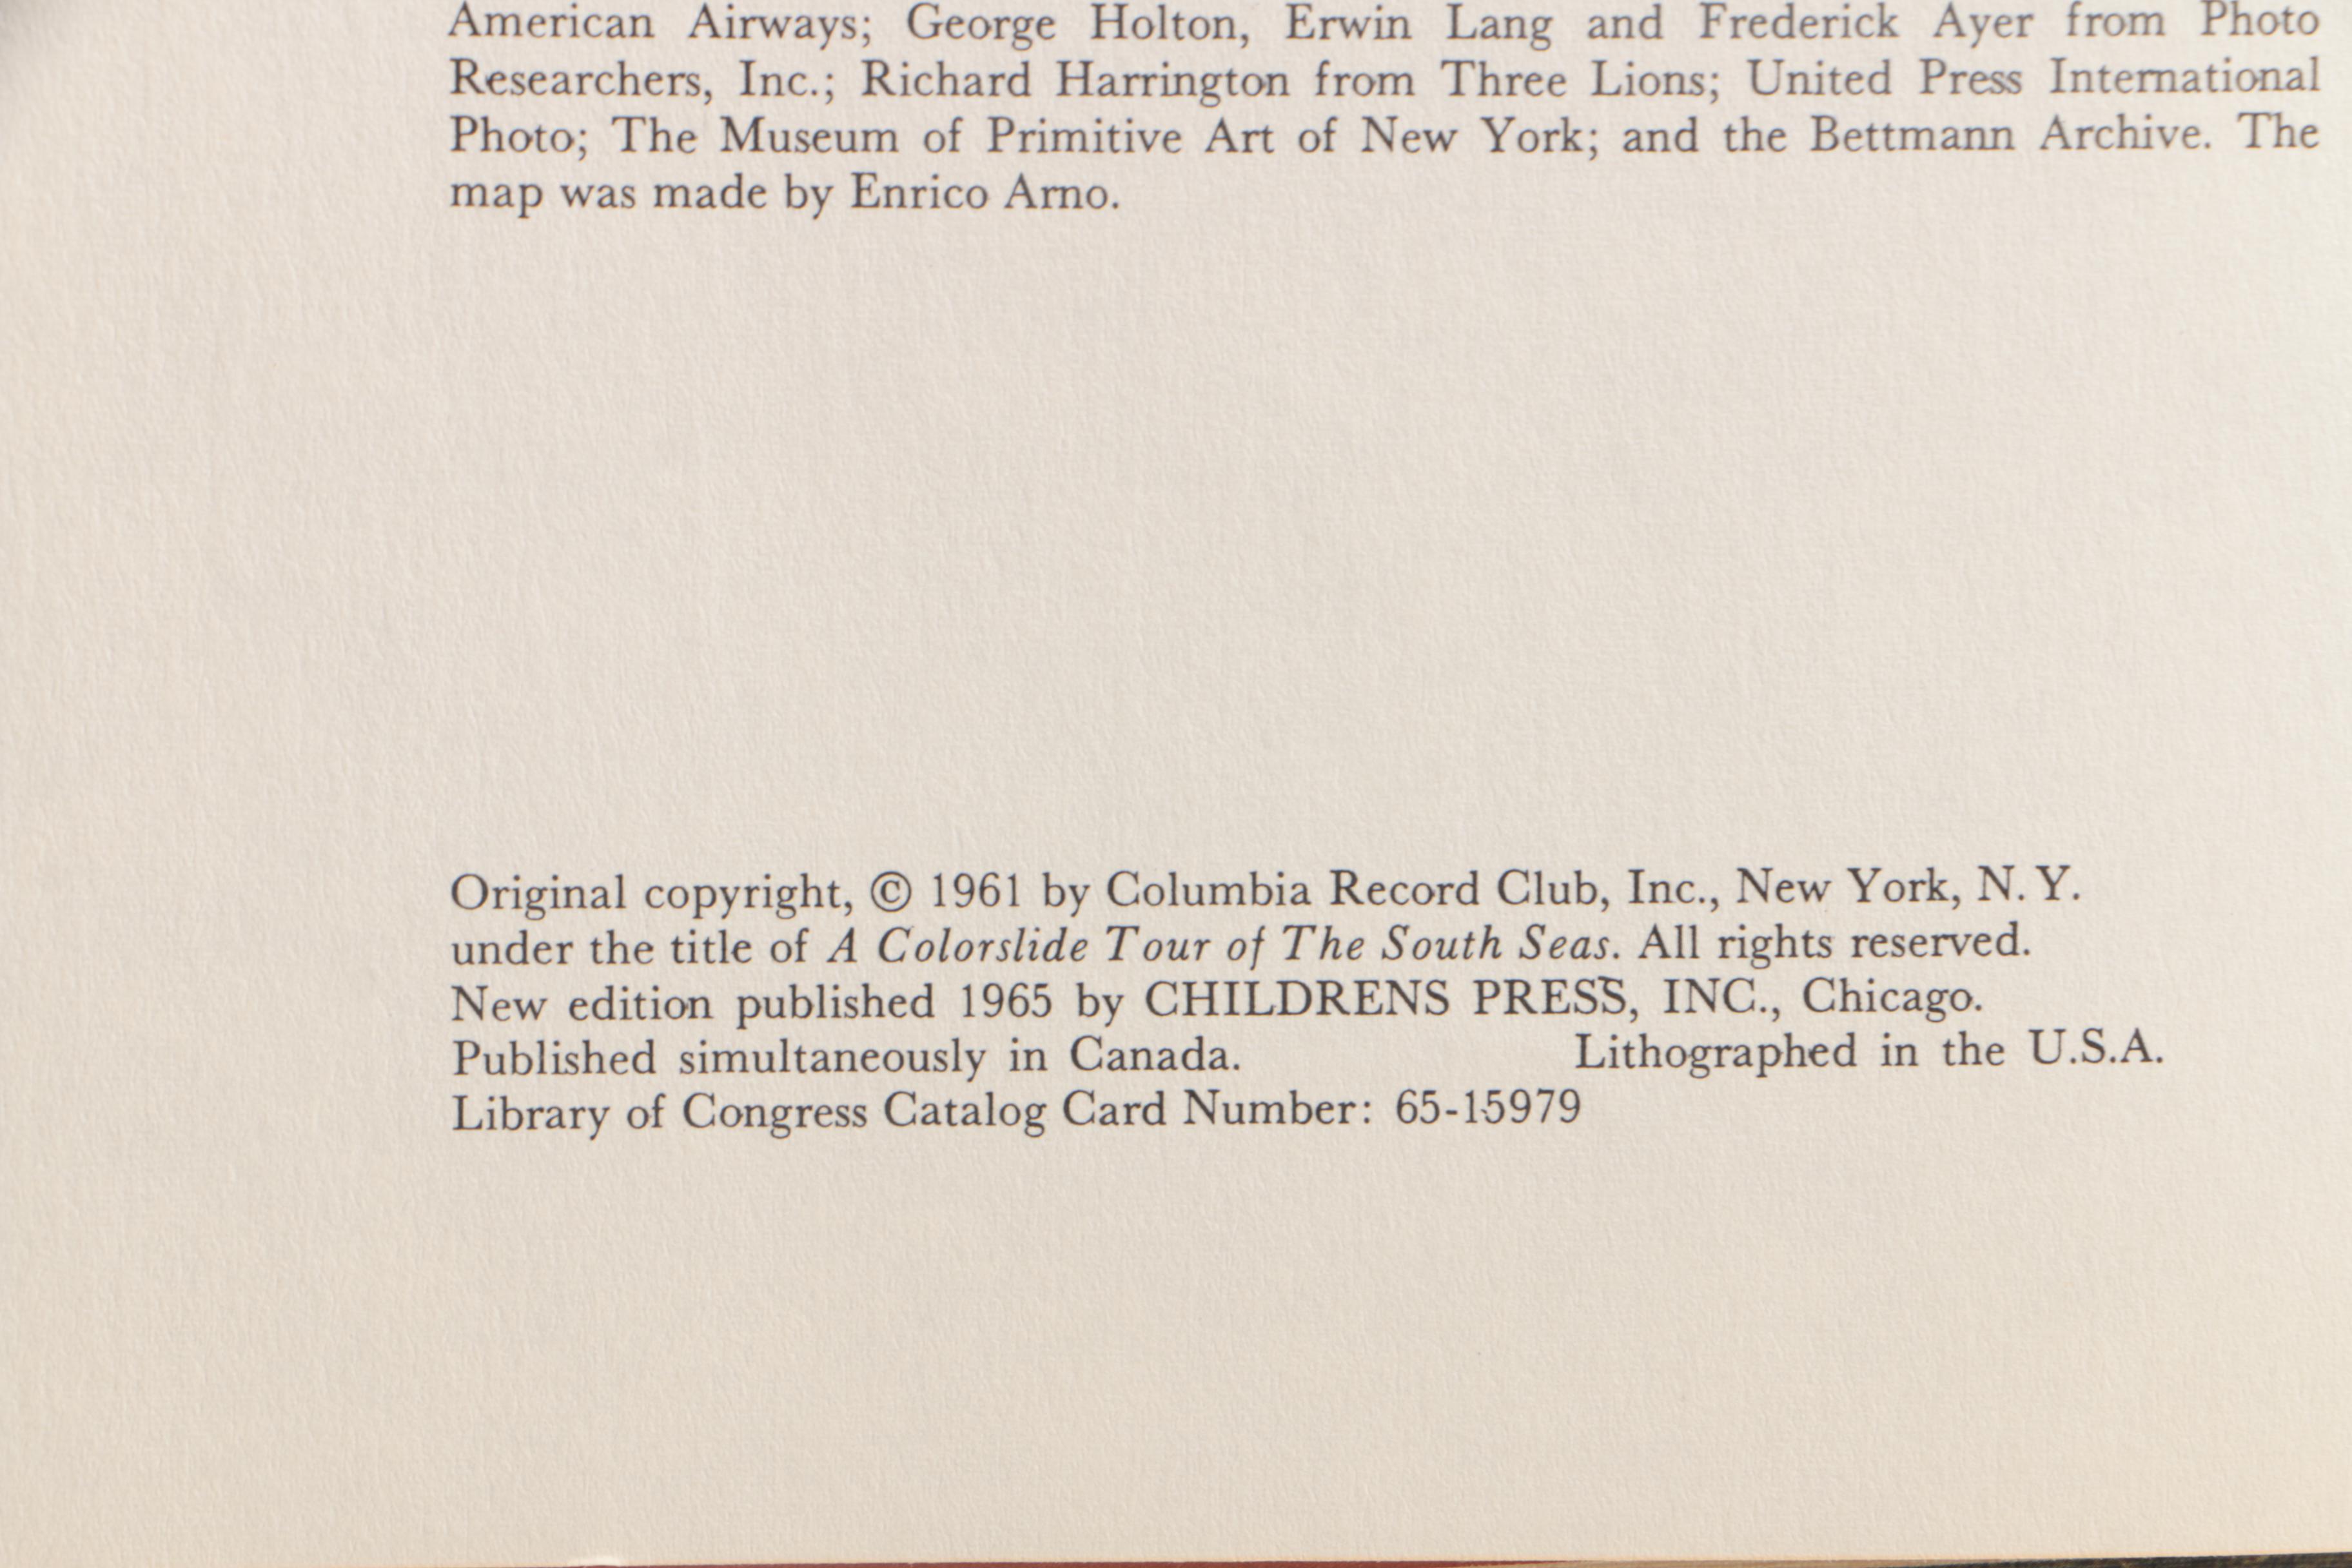 American Airways; George Holton, Erwin Lang and Frederick Ayer from Photo
Researchers, Inc.; Richard Harrington from Three Lions; United Press International
Photo; The Museum of Primitive Art of New York; and the Bettmann Archive. The
map was made by Enrico Arno.
Original copyright, © 1961 by Columbia Record Club, Inc., New York, N. Y.
under the title of A Colorslide Tour of The South Seas. All rights reserved.
New edition published 1965 by CHILDRENS PRESS, INC., Chicago.
Published simultaneously in Canada. Lithographed in the U.S.A.
Library of Congress Catalog Card Number: 65-15979